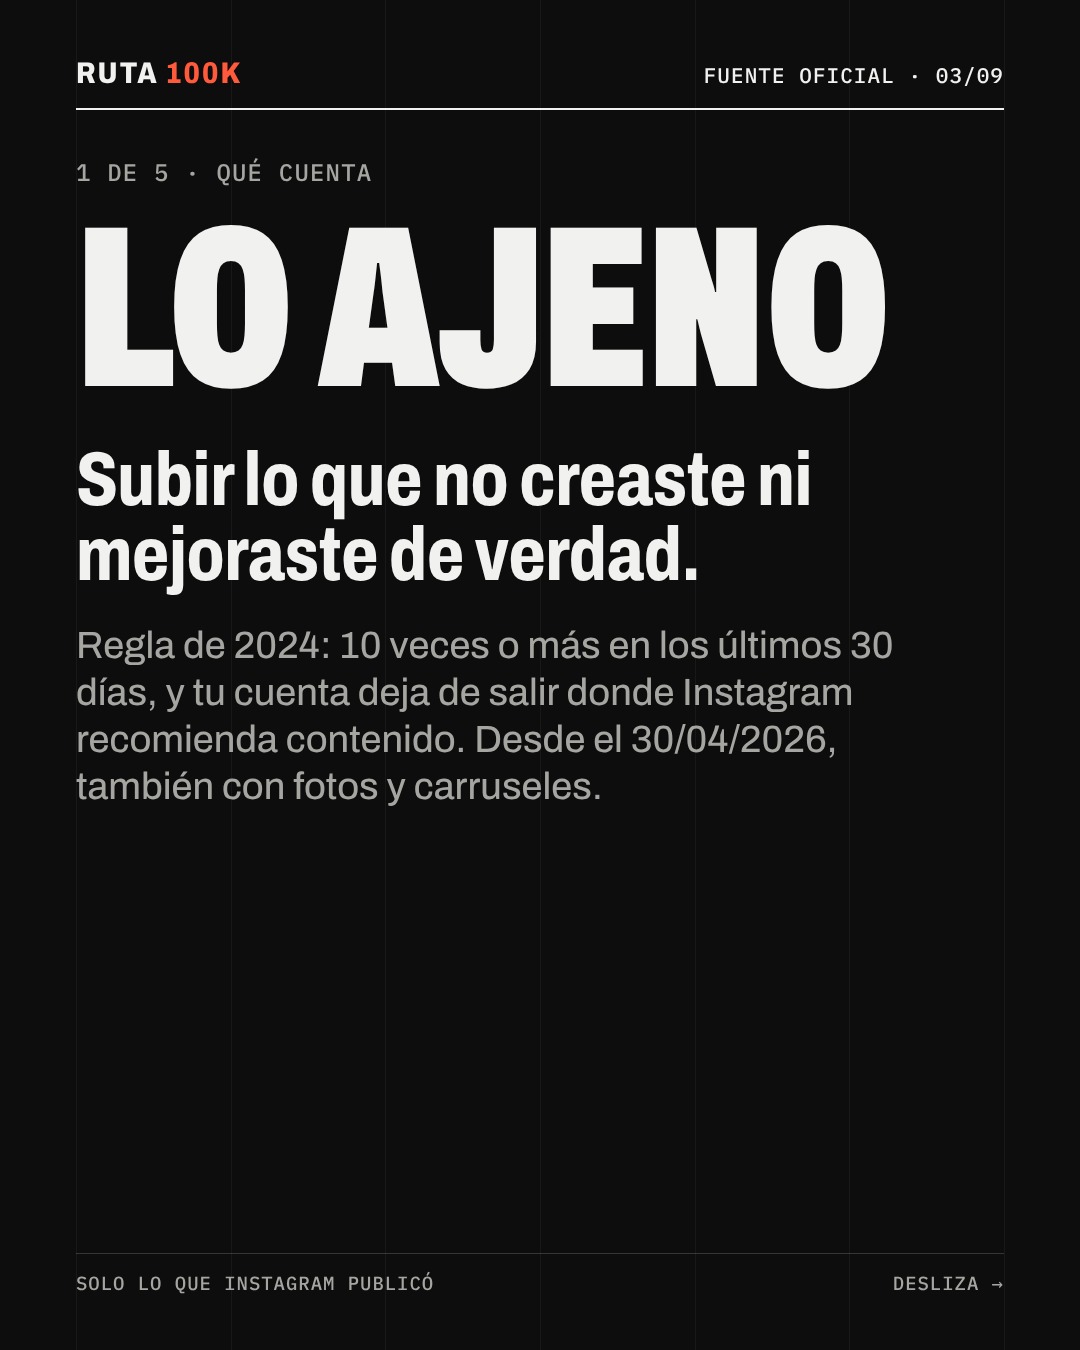 RUTA 100K
FUENTE OFICIAL · 03/09
1 DE 5 · QUÉ CUENTA
LO AJENO
Subir lo que no creaste ni
mejoraste de verdad.
Regla de 2024: 10 veces o más en los últimos 30
días, y tu cuenta deja de salir donde Instagram
recomienda contenido. Desde el 30/04/2026,
también con fotos y carruseles.
SOLO LO QUE INSTAGRAM PUBLICÓ
DESLIZA →